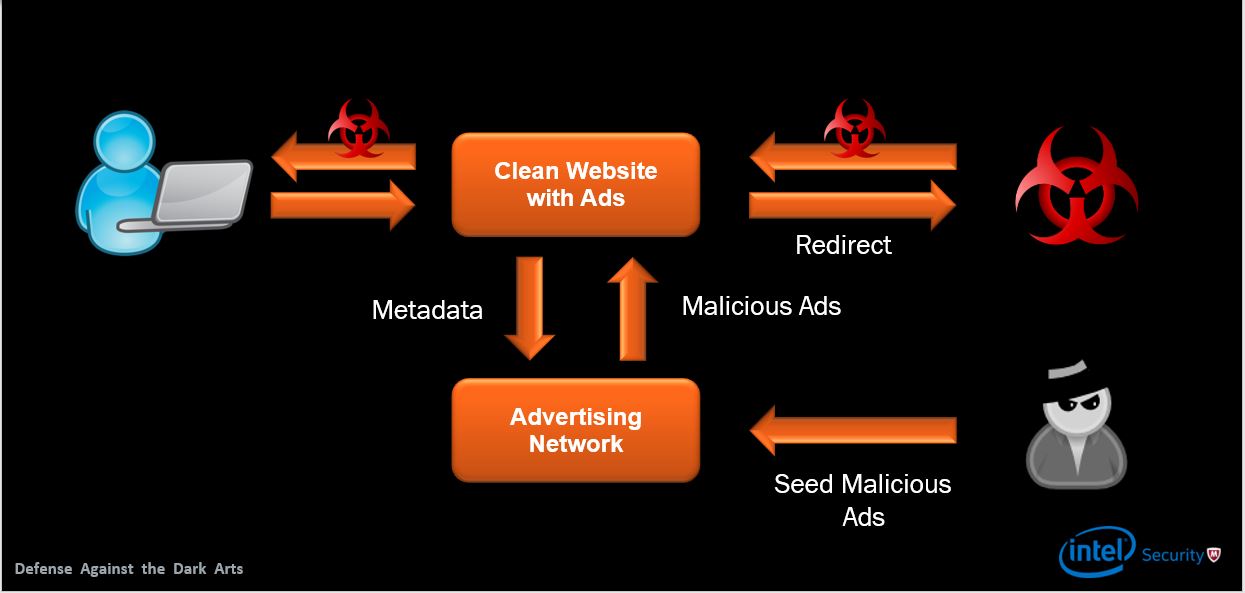 Clean Website
with Ads
Redirect
Metadata
Malicious Ads
Advertising
Network
Seed Malicious
Ads
Defense Against the Dark Arts
intel Security M